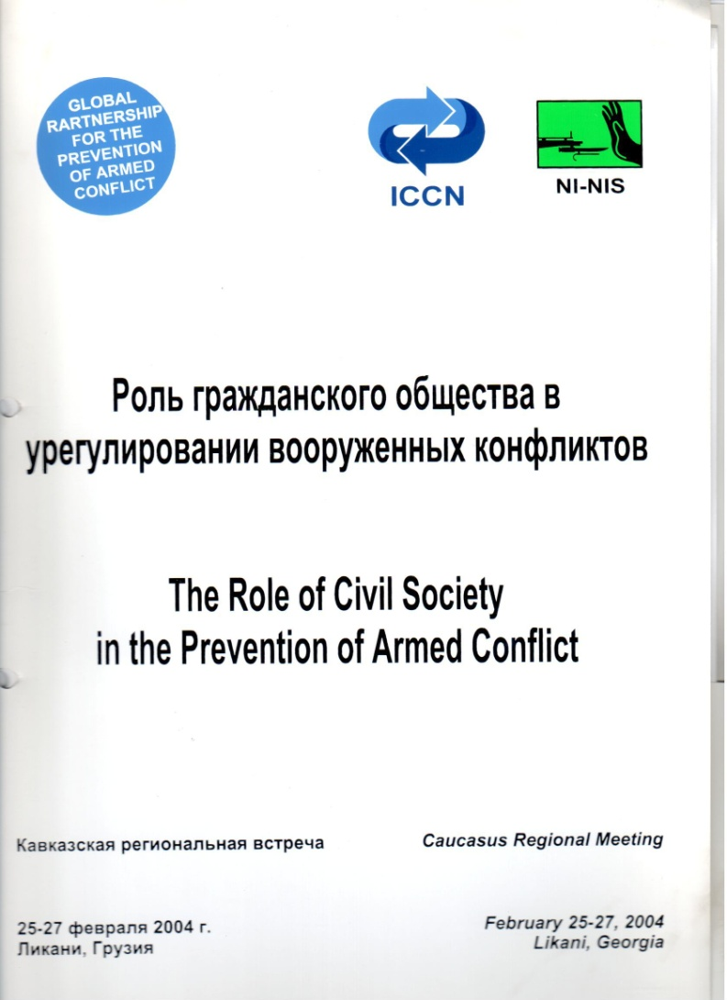 GLOBAL
RARTNERSHIP
FOR THE
PREVENTION
OF ARMED
CONFLICT
ICCN
NI-NIS
Роль гражданского общества в
урегулировании вооруженных конфликтов
The Role of Civil Society
in the Prevention of Armed Conflict
Кавказская региональная встреча
Caucasus Regional Meeting
25-27 февраля 2004 г.
Ликани, Грузия
February 25-27, 2004
Likani, Georgia